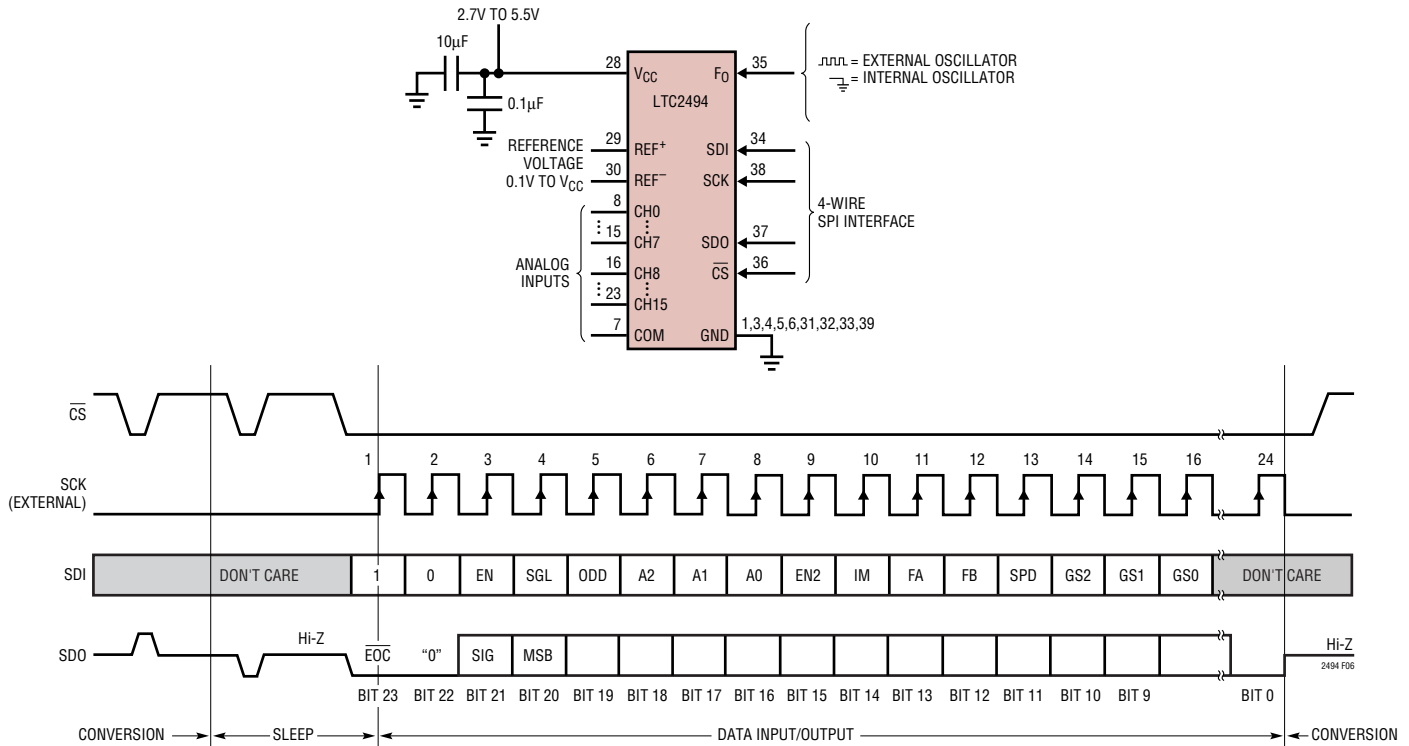 2.7V TO 5.5V
10µF
0.1µF
28
VCC
FO
35
= EXTERNAL OSCILLATOR
= INTERNAL OSCILLATOR
LTC2494
REFERENCE
VOLTAGE
0.1V TO VCC
29
REF+
30
REF–
SDI
34
SCK
38
4-WIRE
SPI INTERFACE
SDO
37
CS
36
ANALOG
INPUTS
8
CH0
15
CH7
16
CH8
23
CH15
7
COM
GND
1,3,4,5,6,31,32,33,39
CS
1 2 3 4 5 6 7 8 9 10 11 12 13 14 15 16 24
SCK
(EXTERNAL)
SDI DON'T CARE 1 0 EN SGL ODD A2 A1 A0 EN2 IM FA FB SPD GS2 GS1 GS0 DON'T CARE
SDO Hi-Z EOC “0” SIG MSB Hi-Z
2494 F06
BIT 23 BIT 22 BIT 21 BIT 20 BIT 19 BIT 18 BIT 17 BIT 16 BIT 15 BIT 14 BIT 13 BIT 12 BIT 11 BIT 10 BIT 9 BIT 0
CONVERSION SLEEP DATA INPUT/OUTPUT CONVERSION